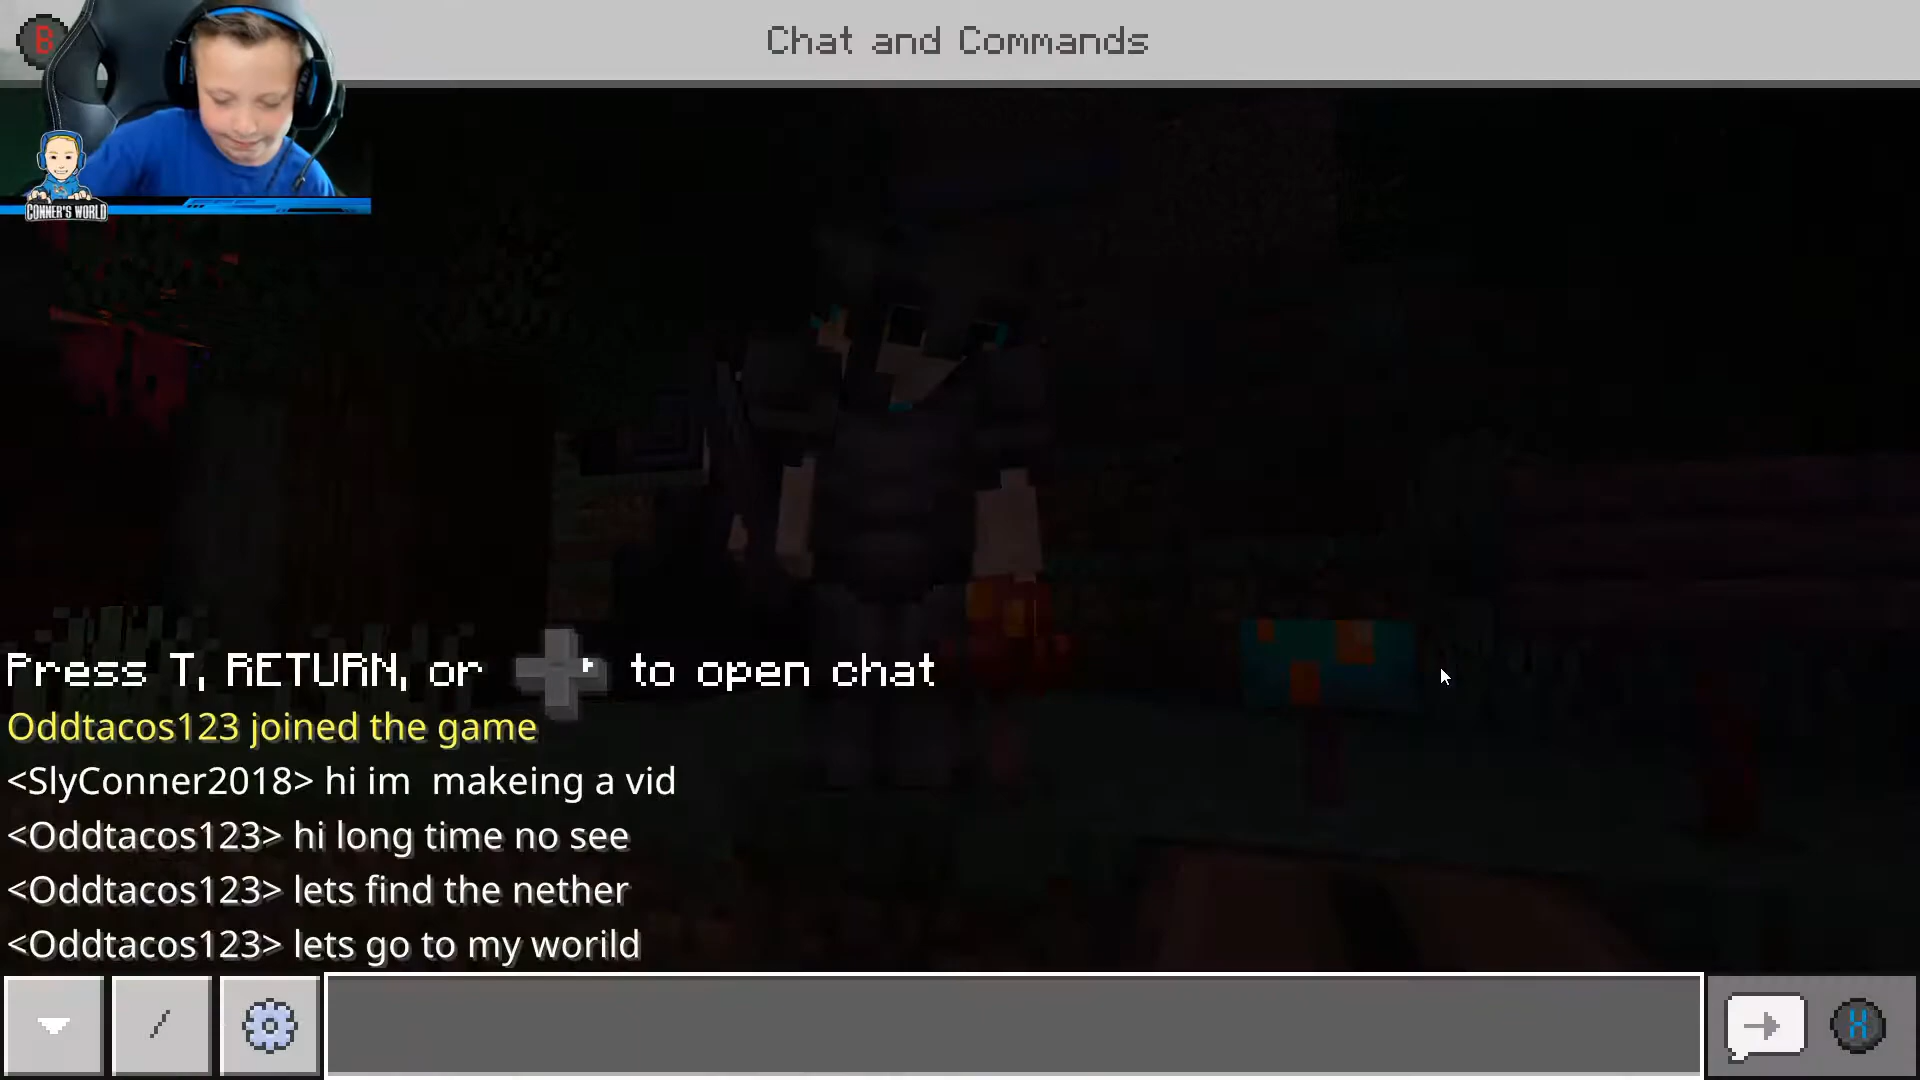 B
Chat and Commands
CONNER'S WORLD
Press T, RETURN, or to open chat
Oddtacos123 joined the game
<SlyConner2018> hi im  makeing a vid
<Oddtacos123> hi long time no see
<Oddtacos123> lets find the nether
<Oddtacos123> lets go to my worild
/
X